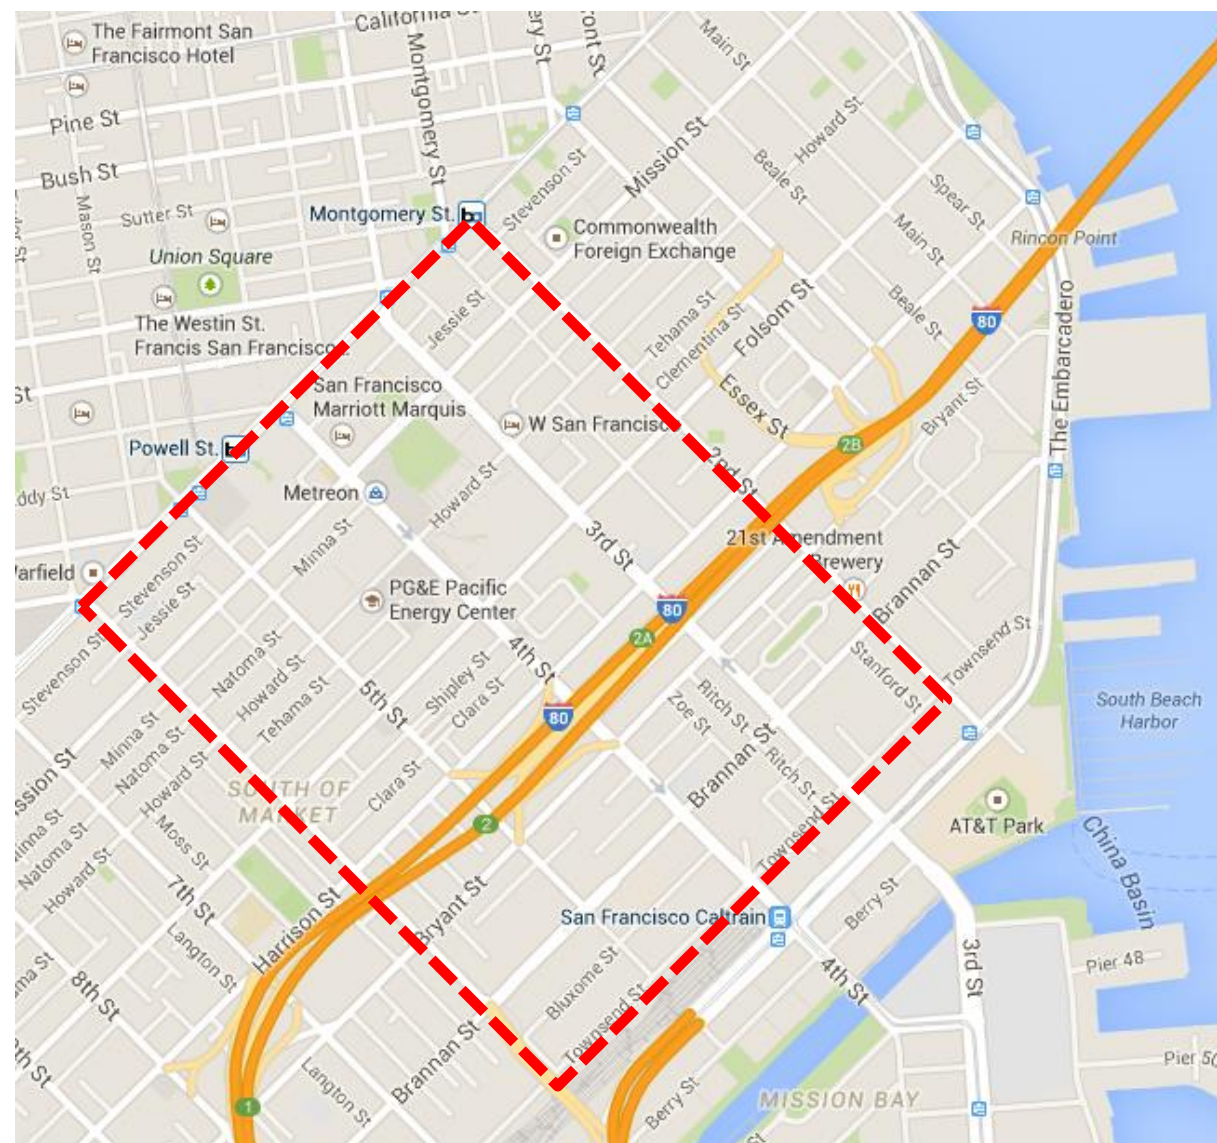 The Fairmont San
Francisco Hotel
California St
Montgomery St
Front St
Main St
Pine St
Bush St
Mason St
Sutter St
Union Square
Montgomery St.
Stevenson St
Mission St
Howard St
Beale St
Spear St
Main St
Rincon Point
Commonwealth
Foreign Exchange
The Westin St.
Francis San Francisco
Jessie St
Tehama St
Clementina St
Folsom St
Beale St
80
The Embarcadero
San Francisco
Marriott Marquis
W San Francisco
Essex St
Bryant St
2B
Powell St.
Eddy St
Metreon
Howard St
2nd St
Minna St
3rd St
21st Amendment
Brewery
Brannan St
Warfield
Stevenson St
Jessie St
PG&E Pacific
Energy Center
80
2A
4th St
Stevenson St
Natoma St
Howard St
Tehama St
5th St
Shipley St
Clara St
80
Stanford St
Townsend St
South Beach
Harbor
Ritch St
Zoe St
Brannan St
Ritch St
Mission St
Minna St
Natoma St
Howard St
SOUTH OF
MARKET
Clara St
2
Townsend St
AT&T Park
China Basin
Minna St
Natoma St
Howard St
Moss St
7th St
Langton St
Harrison St
Bryant St
San Francisco Caltrain
Berry St
4th St
3rd St
Pier 48
8th St
Bluxome St
Townsend St
Brannan St
Langton St
1
9th St
Berry St
MISSION BAY
Pier 50